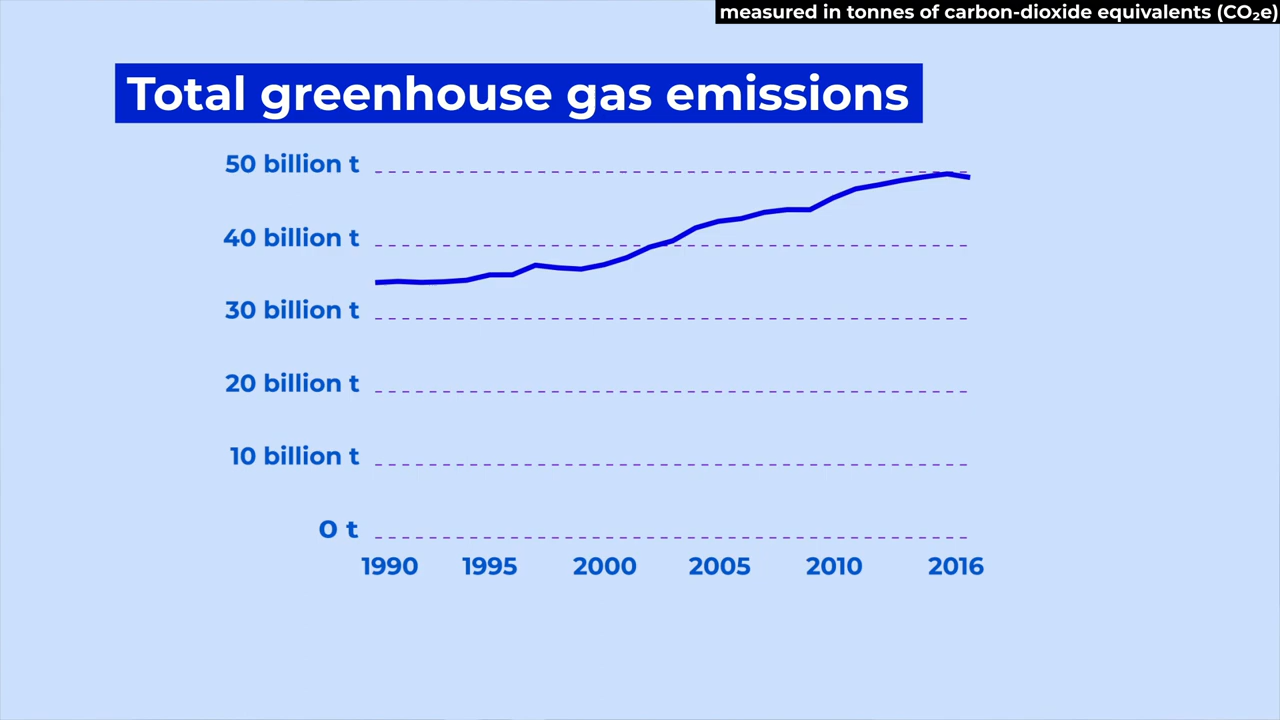 measured in tonnes of carbon-dioxide equivalents (CO₂e)
Total greenhouse gas emissions
50 billion t
40 billion t
30 billion t
20 billion t
10 billion t
0 t
1990 1995 2000 2005 2010 2016